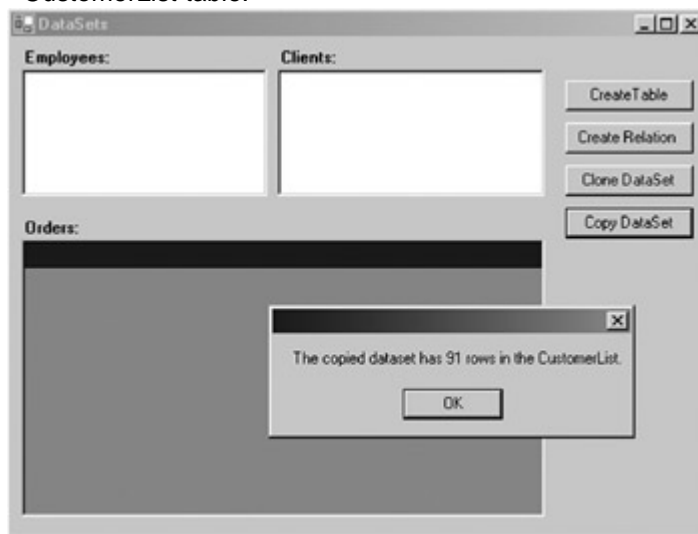 CustomerList table.
DataSets
Employees:
Clients:
CreateTable
Create Relation
Clone DataSet
Copy DataSet
Orders:
The copied dataset has 91 rows in the CustomerList.
OK